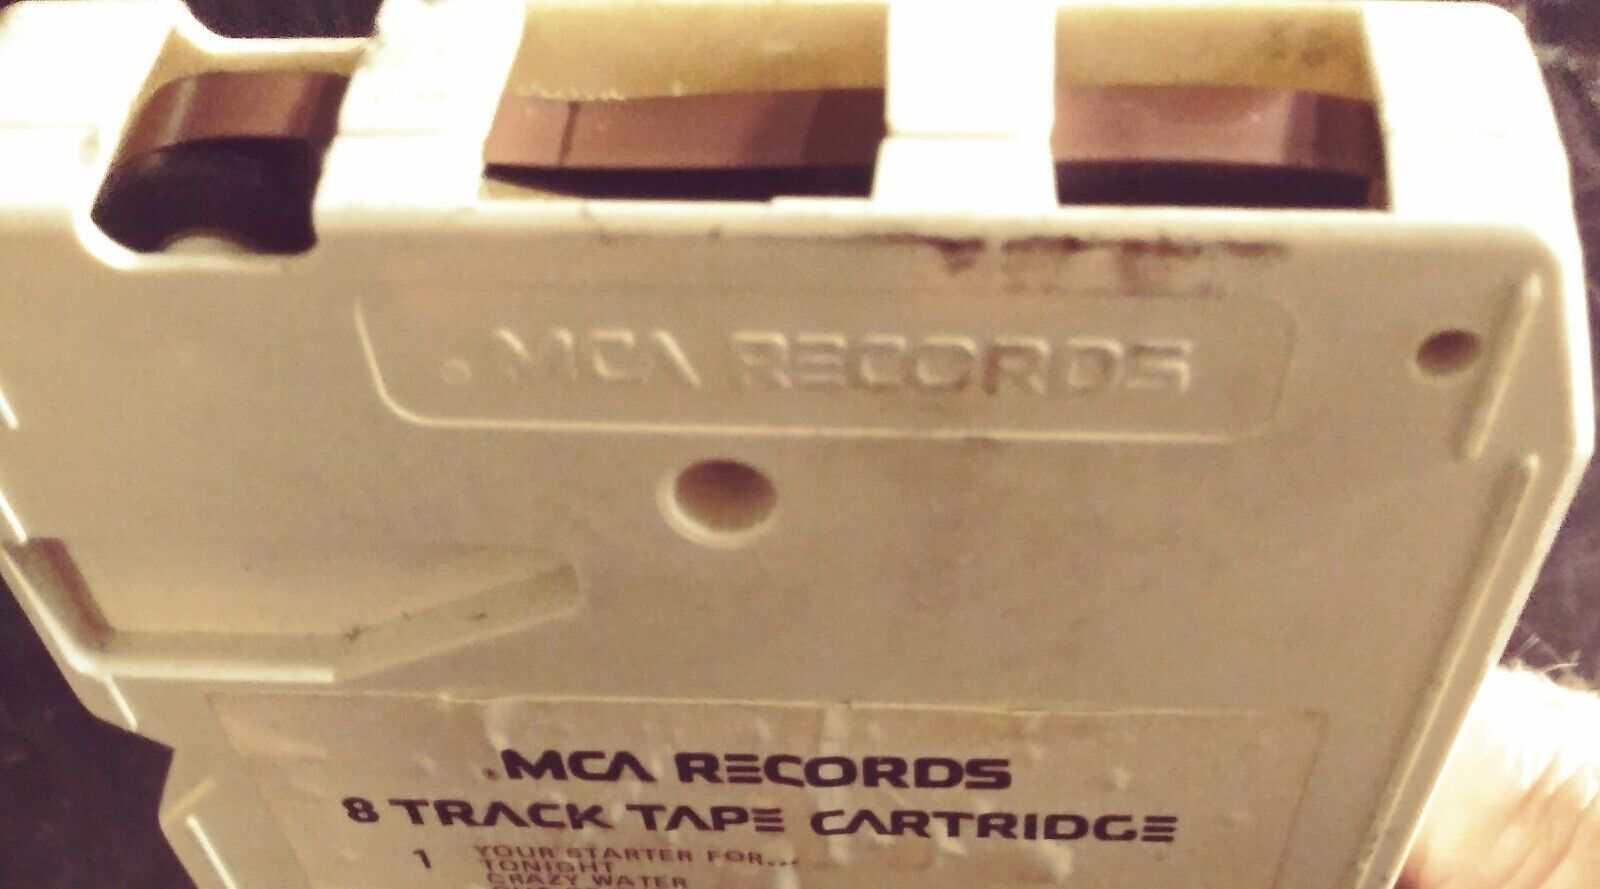 MCA RECORDS
MCA RECORDS
8 TRACK TAPE CARTRIDGE
1 YOUR STARTER FOR...
TONIGHT
CRAZY WATER